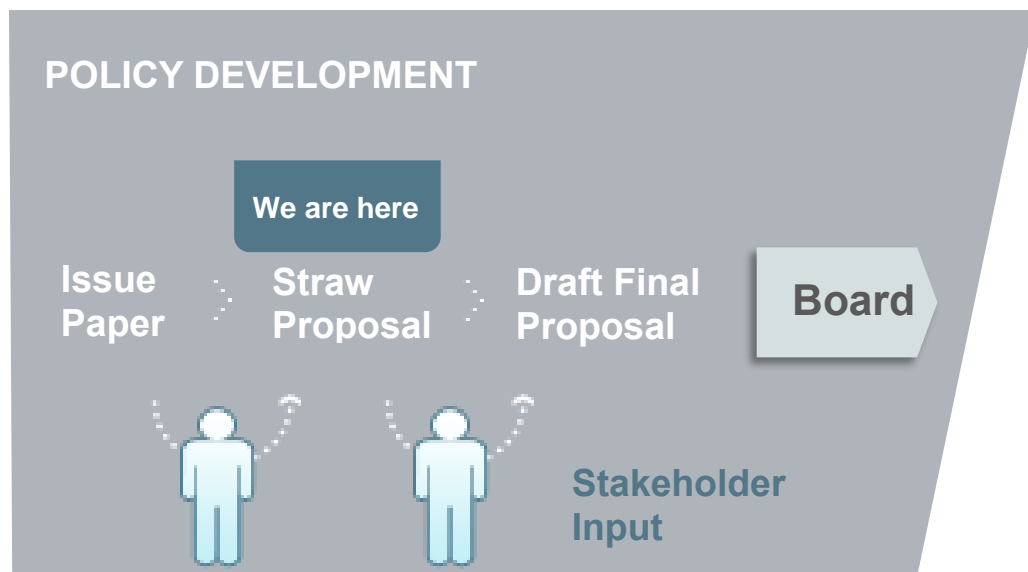 POLICY DEVELOPMENT
We are here
Issue
Paper
Straw
Proposal
Draft Final
Proposal
Board
Stakeholder
Input